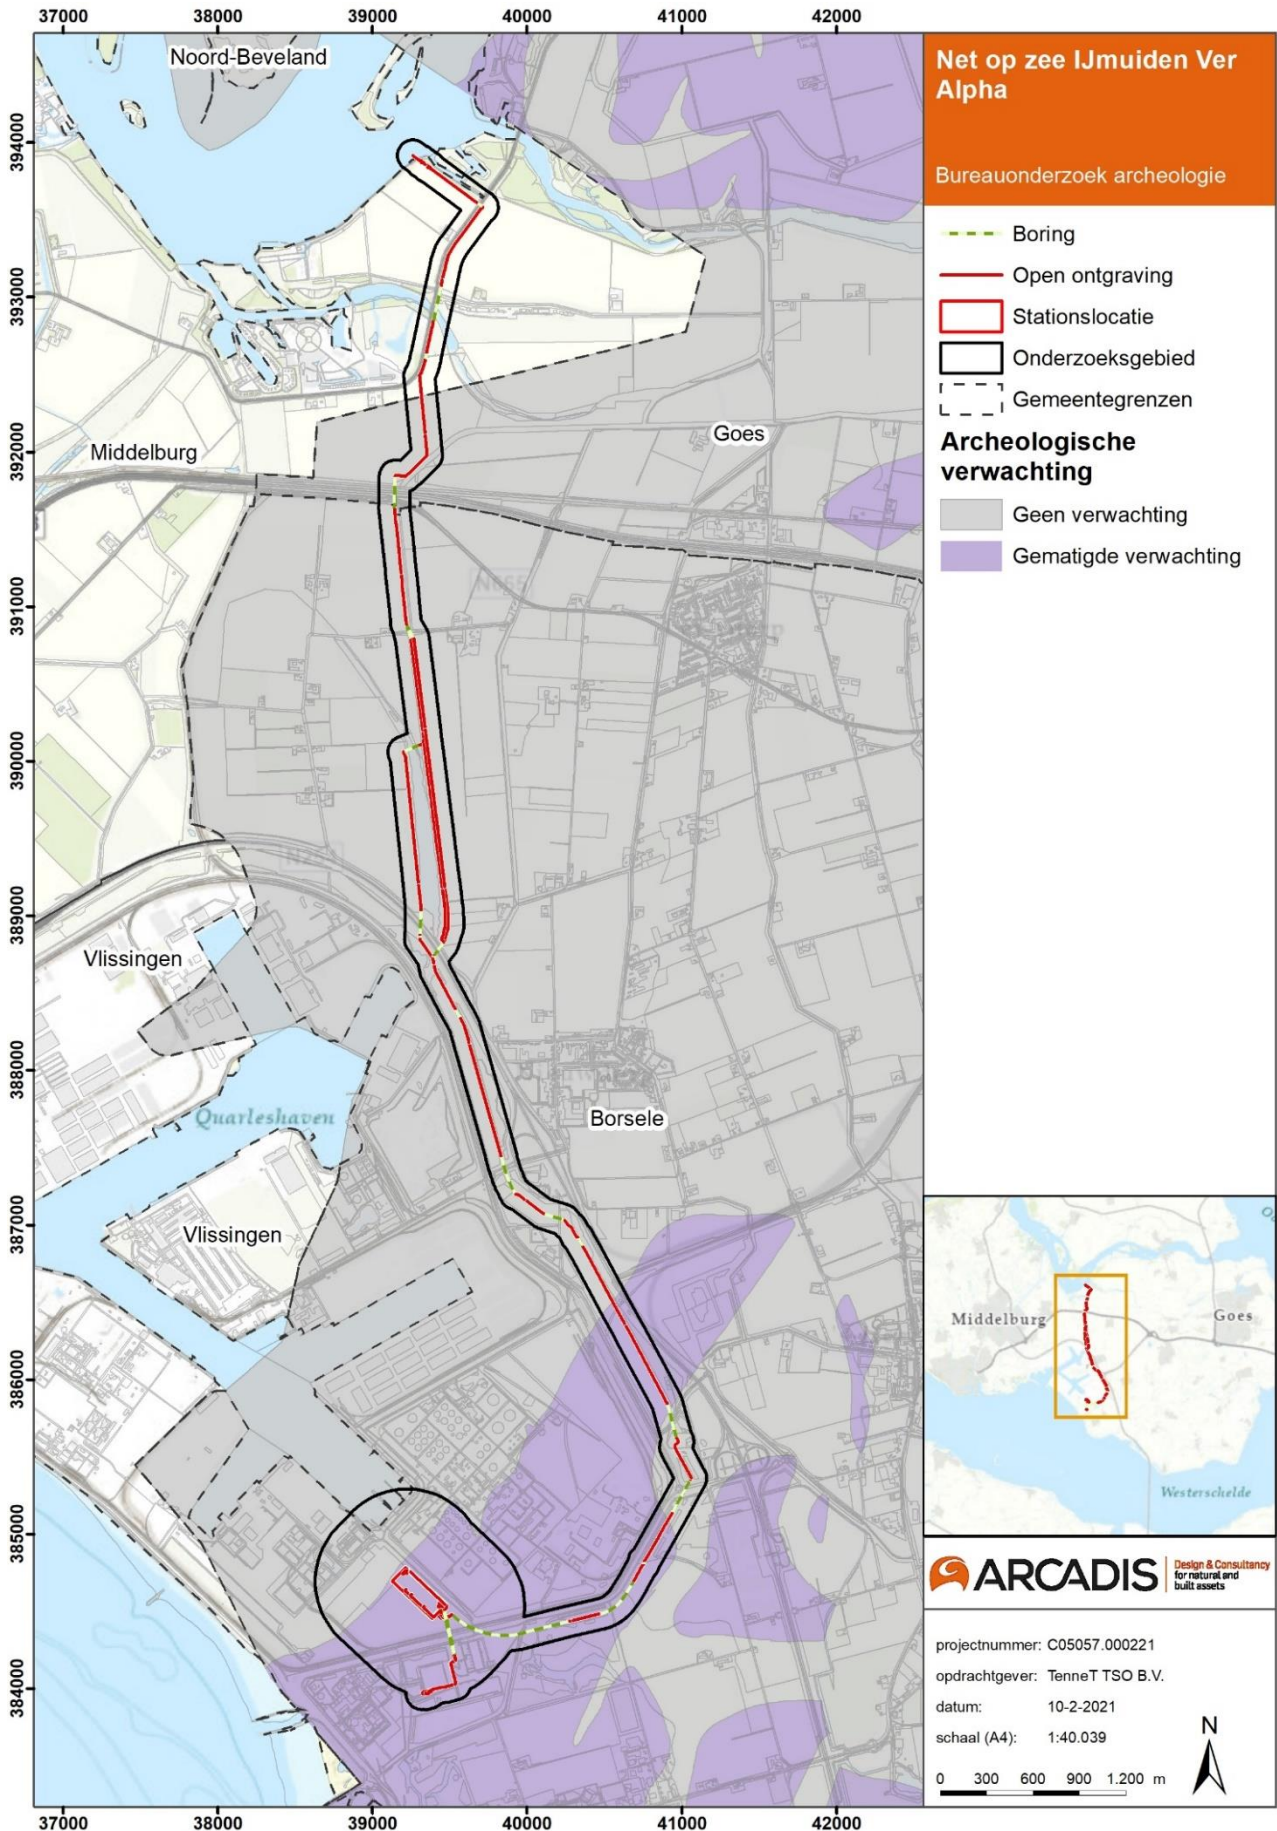 37000 38000 39000 40000 41000 42000
Noord-Beveland
394000
393000
392000
391000
390000
389000
388000
387000
386000
385000
384000
Goes
Middelburg
N665
Vlissingen
Quarleshaven
Borsele
Vlissingen
37000 38000 39000 40000 41000 42000
Net op zee IJmuiden Ver
Alpha
Bureauonderzoek archeologie
Boring
Open ontgraving
Stationslocatie
Onderzoeksgebied
Gemeentegrenzen
Archeologische
verwachting
Geen verwachting
Gematigde verwachting
Middelburg
Goes
Westerschelde
ARCADIS
Design & Consultancy
for natural and
built assets
projectnummer: C05057.000221
opdrachtgever: TenneT TSO B.V.
datum: 10-2-2021
schaal (A4): 1:40.039
N
0 300 600 900 1.200 m